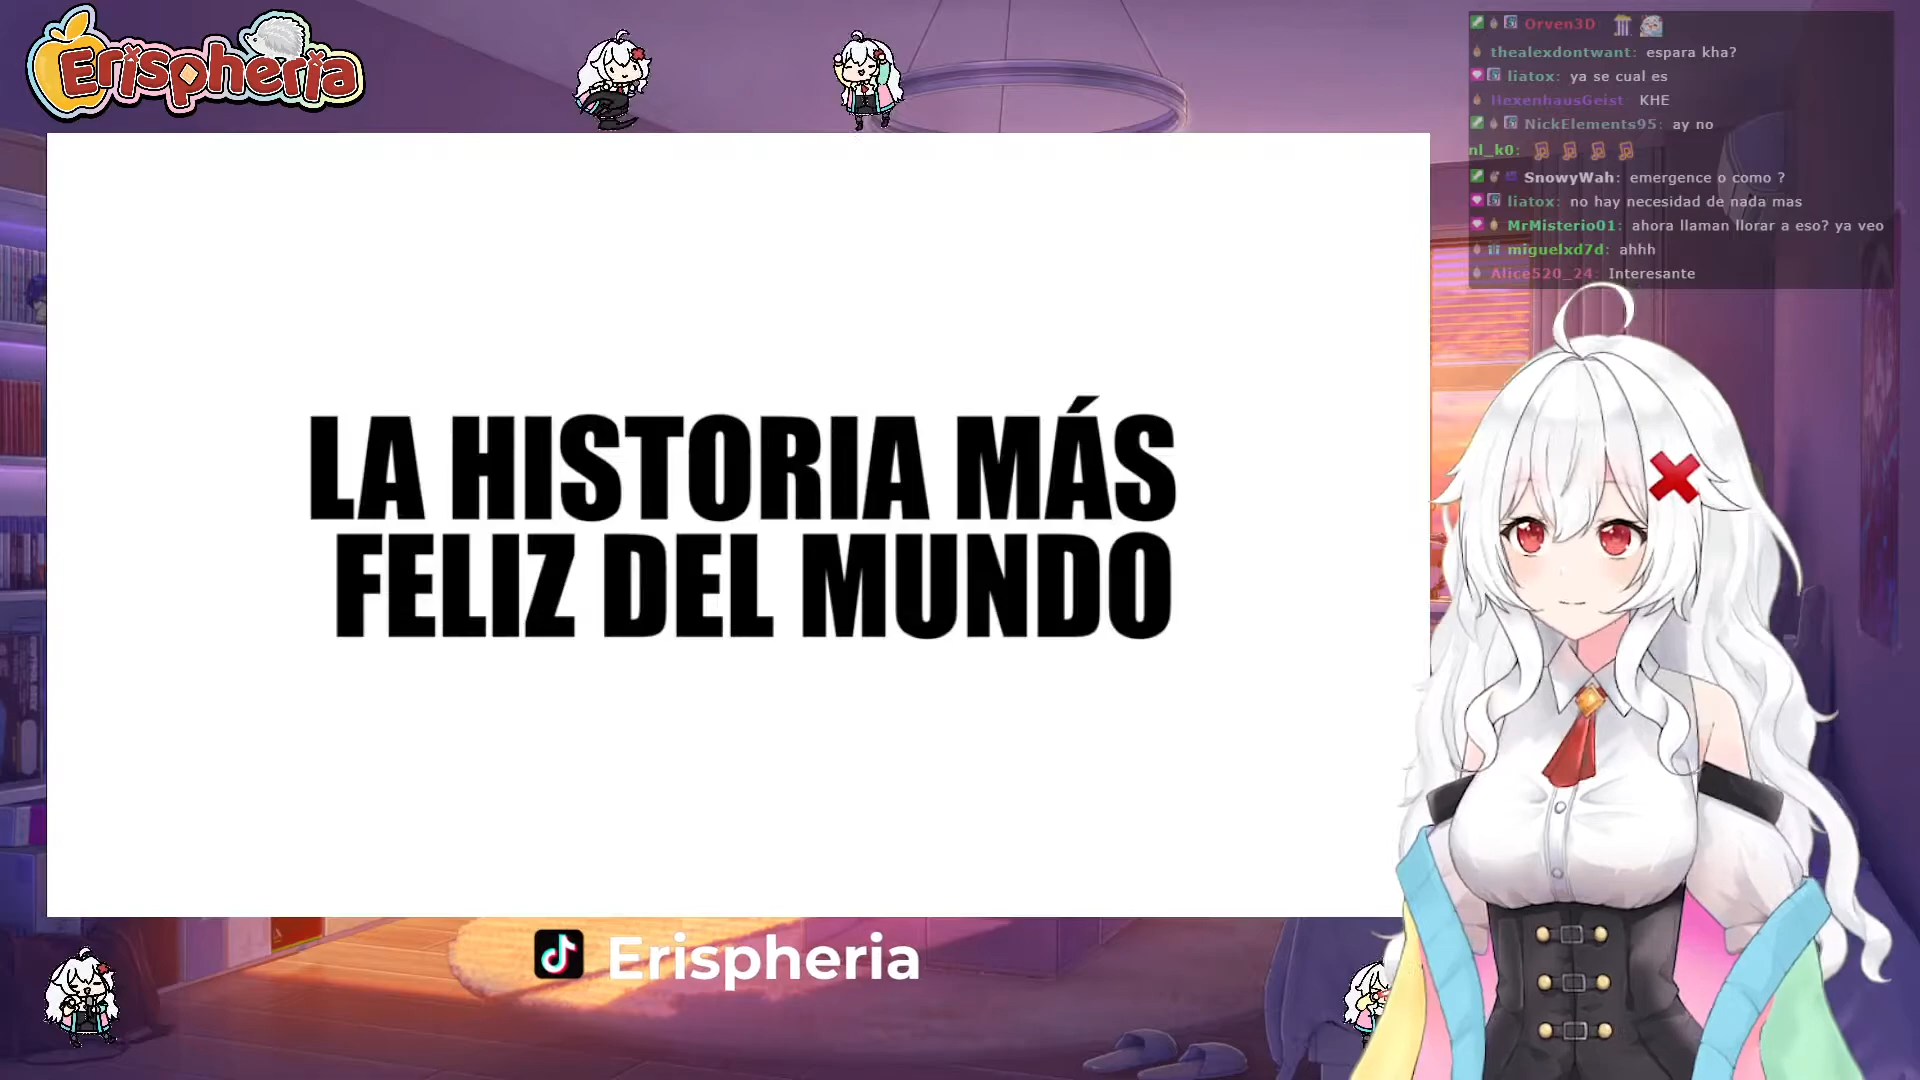 Erispheria
Orven3D
thealexdontwant: espara kha?
liatox: ya se cual es
HexenhausGeist: KHE
NickElements95: ay no
nl_k0:
SnowyWah: emergence o como ?
liatox: no hay necesidad de nada mas
MrMisterio01: ahora llaman llorar a eso? ya veo
miguelxd7d: ahhh
Alice520_24: Interesante
LA HISTORIA MÁS
FELIZ DEL MUNDO
Erispheria